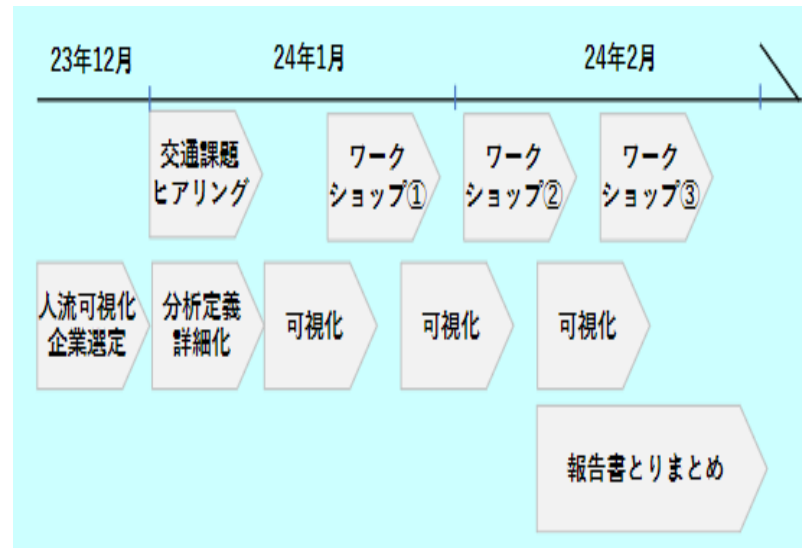 23年12月
24年1月
24年2月
交通課題
ヒアリング
ワーク
ショップ①
ワーク
ショップ②
ワーク
ショップ③
人流可視化
企業選定
分析定義
詳細化
可視化
可視化
可視化
報告書とりまとめ